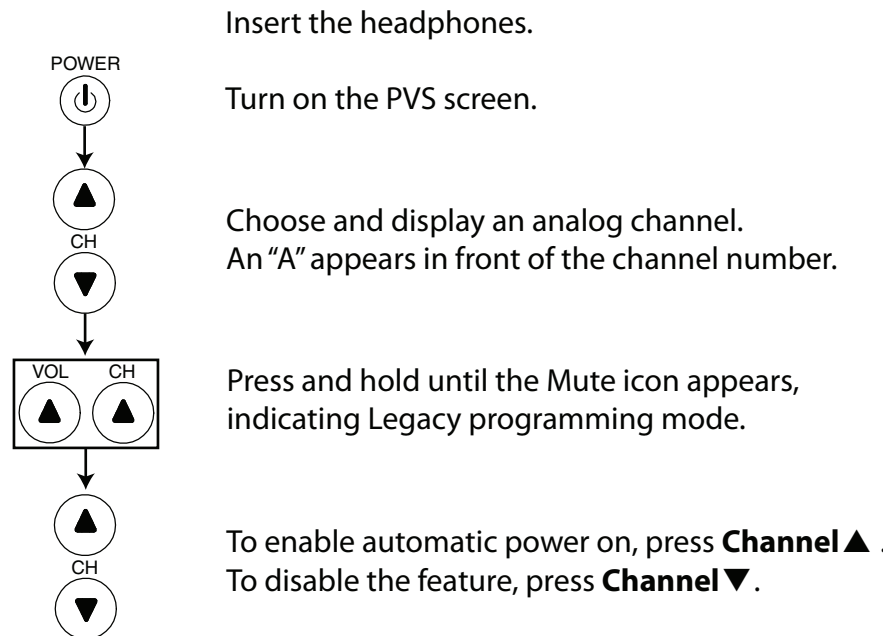 Insert the headphones.
POWER
Turn on the PVS screen.
Choose and display an analog channel.
CH
An “A” appears in front of the channel number.
VOL CH
Press and hold until the Mute icon appears,
indicating Legacy programming mode.
To enable automatic power on, press Channel▲ .
CH
To disable the feature, press Channel▼.